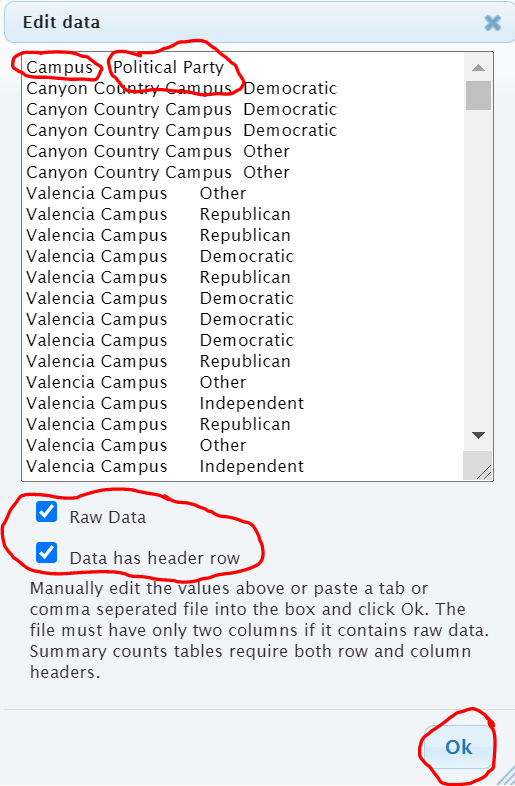 Edit data
Campus Political Party
Canyon Country Campus Democratic
Canyon Country Campus Democratic
Canyon Country Campus Democratic
Canyon Country Campus Other
Canyon Country Campus Other
Valencia Campus Other
Valencia Campus Republican
Valencia Campus Republican
Valencia Campus Democratic
Valencia Campus Republican
Valencia Campus Democratic
Valencia Campus Democratic
Valencia Campus Democratic
Valencia Campus Republican
Valencia Campus Other
Valencia Campus Independent
Valencia Campus Republican
Valencia Campus Other
Valencia Campus Independent
Raw Data
Data has header row
Manually edit the values above or paste a tab or
comma seperated file into the box and click Ok. The
file must have only two columns if it contains raw data.
Summary counts tables require both row and column
headers.
Ok